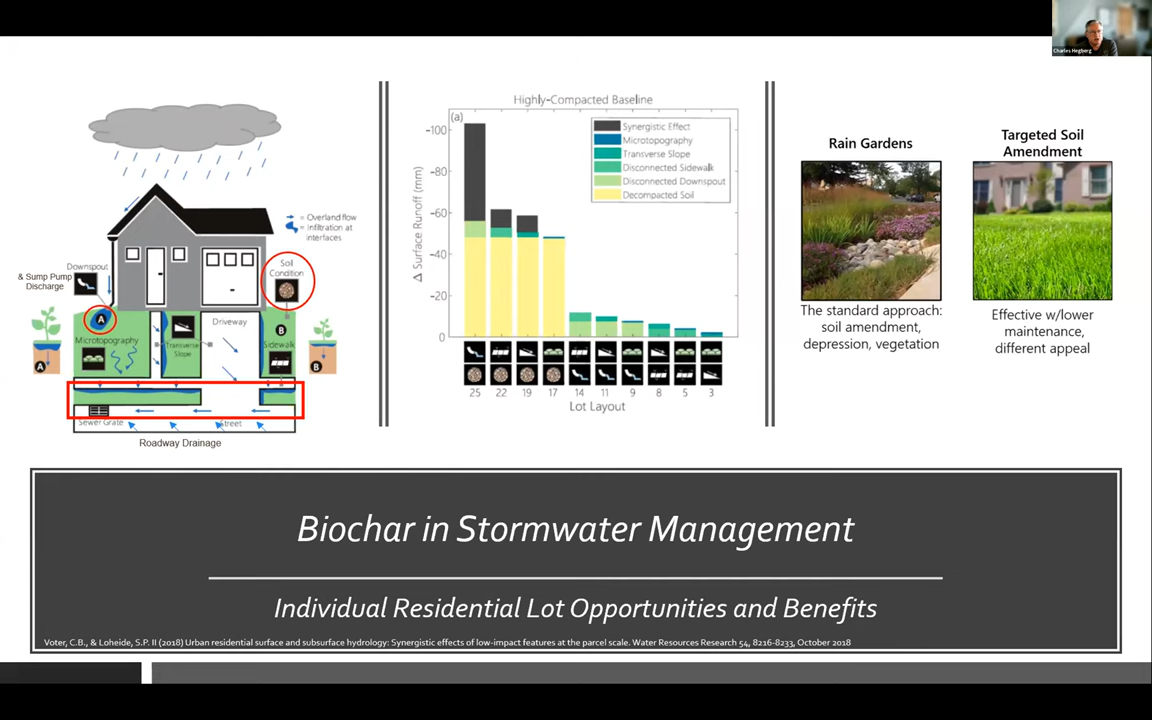 Charles Hegberg
= Overland flow
= infiltration at
interfaces
Downspout
& Sump Pump
Discharge
Soil
Condition
A
B
Microtopography
Transverse
Slope
Driveway
Sidewalk
A
B
Sewer Grate
Street
Roadway Drainage
Highly-Compacted Baseline
(a)
Synergistic Effect
Microtopography
Transverse Slope
Disconnected Sidewalk
Disconnected Downspout
Decompacted Soil
Δ Surface Runoff (mm)
-100
-80
-60
-40
-20
0
25 22 19 17 14 11 9 8 5 3
Lot Layout
Rain Gardens
The standard approach:
soil amendment,
depression, vegetation
Targeted Soil
Amendment
Effective w/lower
maintenance,
different appeal
Biochar in Stormwater Management
Individual Residential Lot Opportunities and Benefits
Voter, C.B., & Loheide, S.P. II (2018) Urban residential surface and subsurface hydrology: Synergistic effects of low-impact features at the parcel scale. Water Resources Research 54, 8216-8233, October 2018